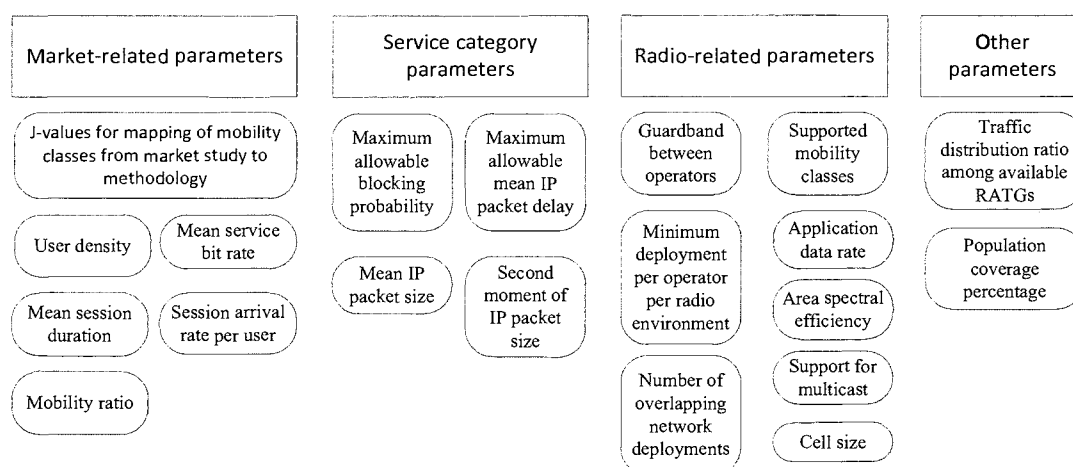 Market-related parameters
J-values for mapping of mobility
classes from market study to
methodology
User density
Mean service
bit rate
Mean session
duration
Session arrival
rate per user
Mobility ratio
Service category
parameters
Maximum
allowable
blocking
probability
Maximum
allowable
mean IP
packet delay
Mean IP
packet size
Second
moment of
IP packet
size
Radio-related parameters
Guardband
between
operators
Supported
mobility
classes
Minimum
deployment
per operator
per radio
environment
Application
data rate
Area spectral
efficiency
Number of
overlapping
network
deployments
Support for
multicast
Cell size
Other
parameters
Traffic
distribution ratio
among available
RATGs
Population
coverage
percentage